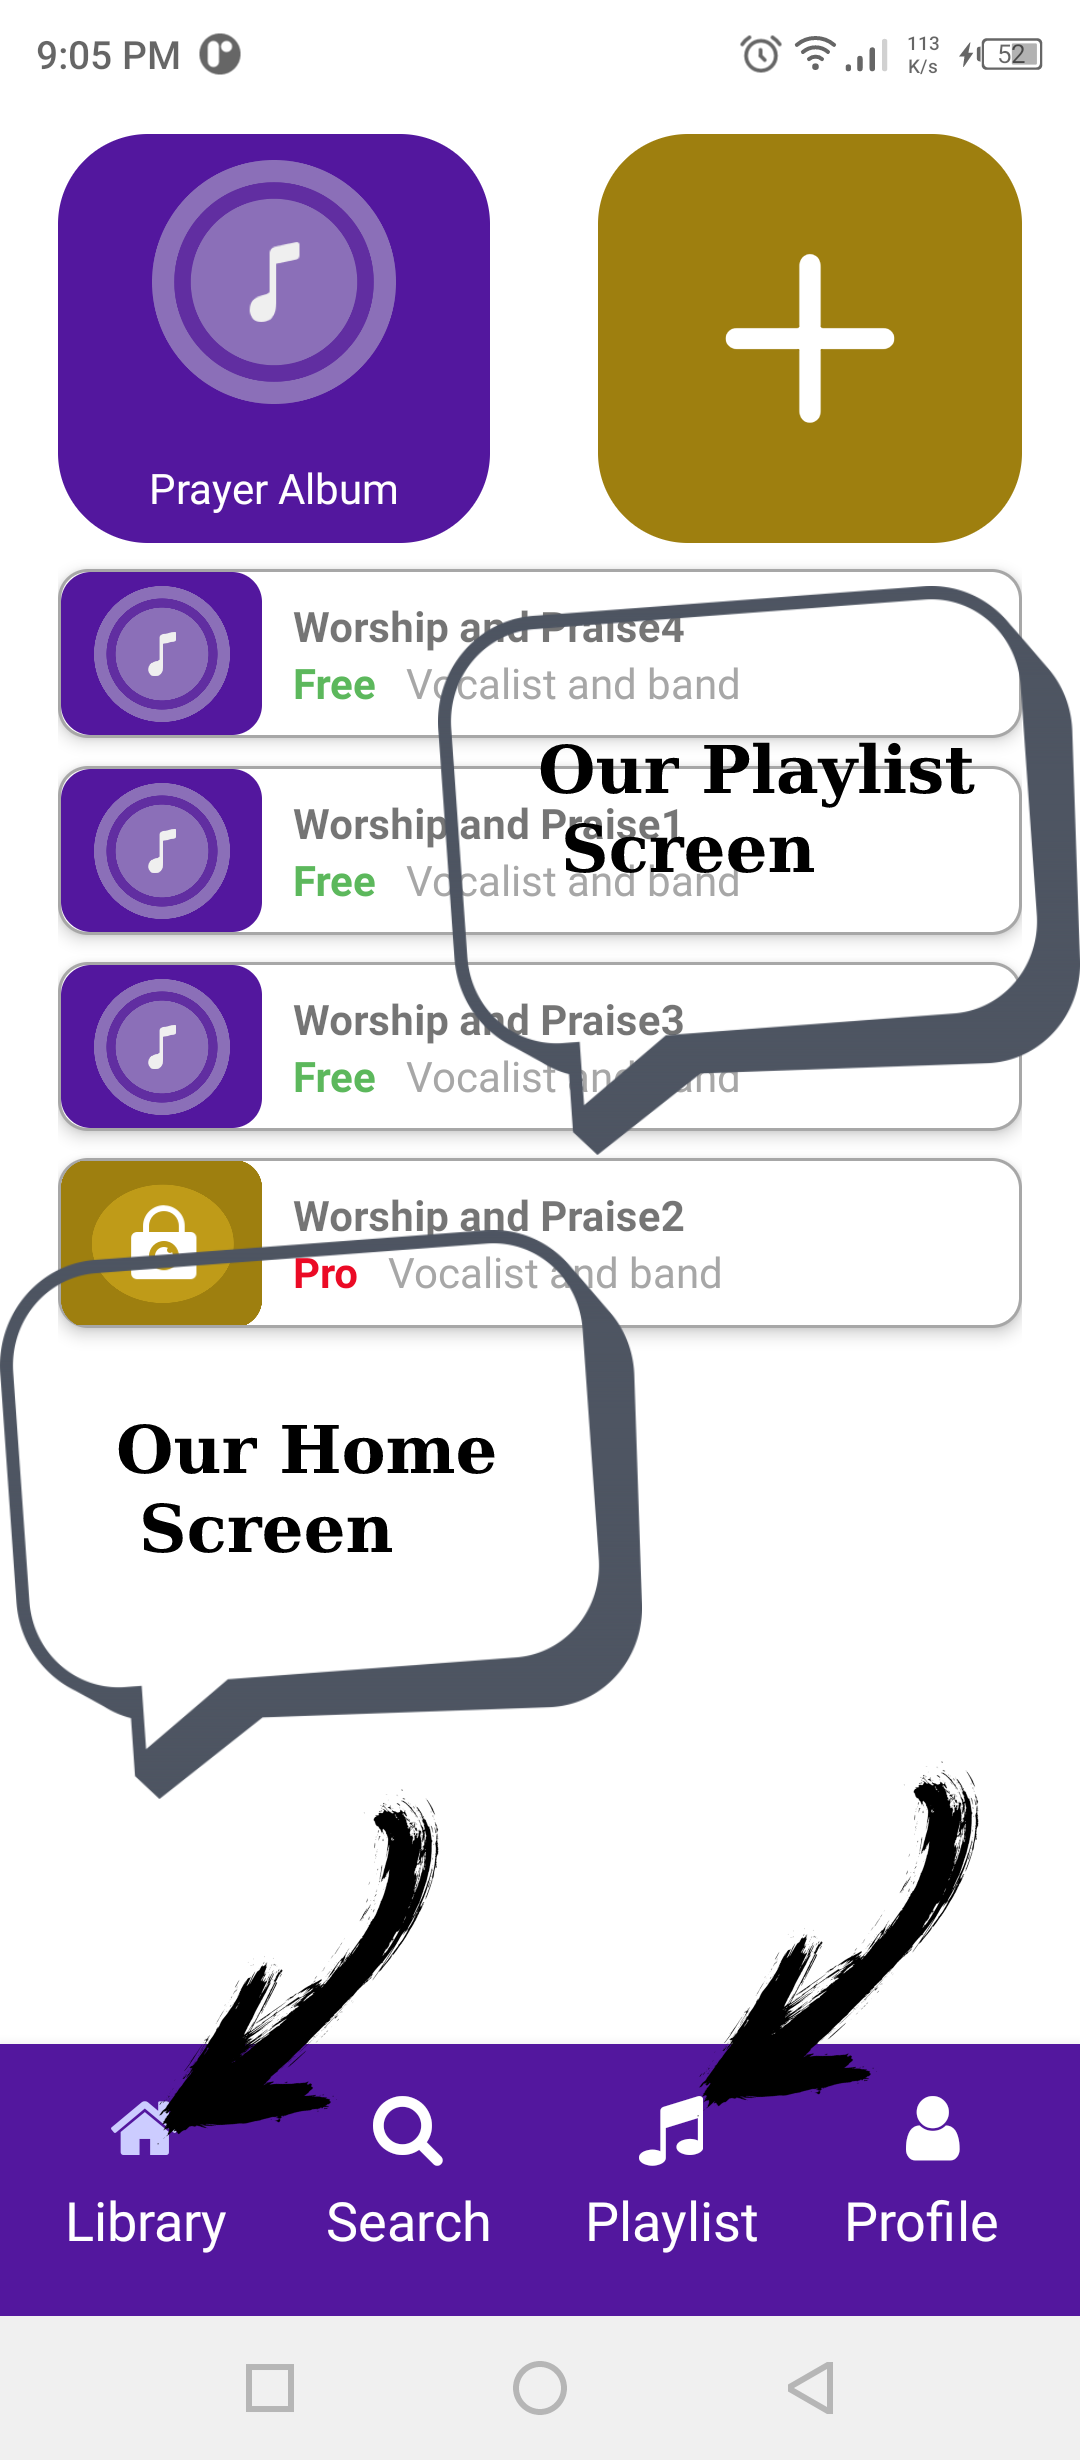 9:05 PM
113
K/s
52
Prayer Album
Worship and Praise4
Free Vocalist and band
Our Playlist
Worship and Praise1
Screen
Free Vocalist and band
Worship and Praise3
Free Vocalist and band
Worship and Praise2
Pro Vocalist and band
Our Home
Screen
Library Search Playlist Profile